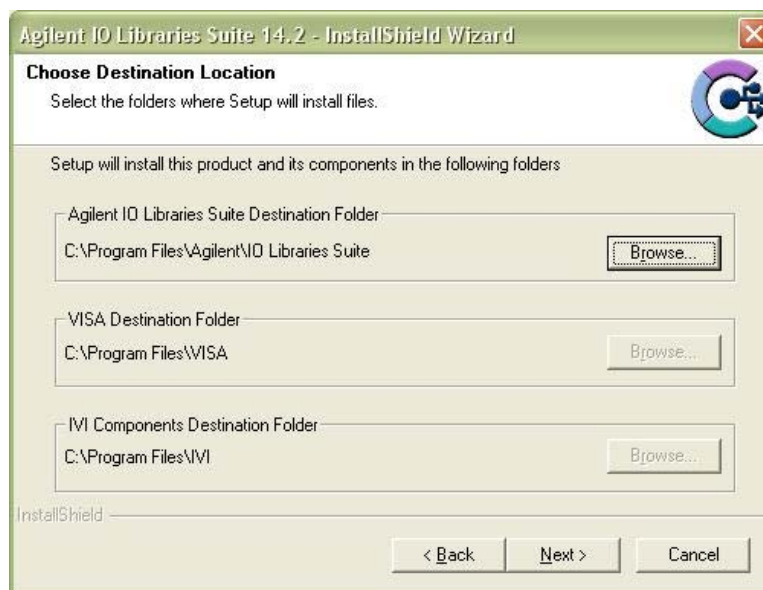 Agilent IO Libraries Suite 14.2 - InstallShield Wizard
Choose Destination Location
Select the folders where Setup will install files.
Setup will install this product and its components in the following folders
Agilent IO Libraries Suite Destination Folder
C:\Program Files\Agilent\IO Libraries Suite
Browse...
VISA Destination Folder
C:\Program Files\VISA
Browse...
IVI Components Destination Folder
C:\Program Files\IVI
Browse...
InstallShield
< Back
Next >
Cancel